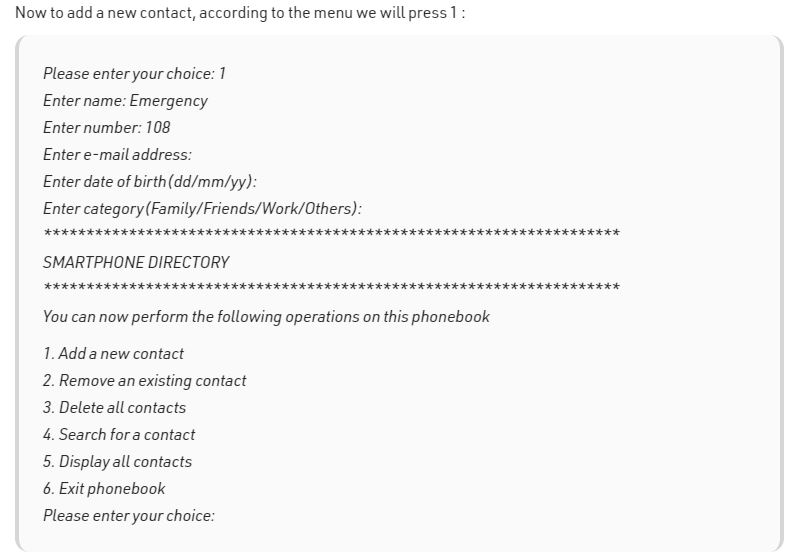 Now to add a new contact, according to the menu we will press 1 :
Please enter your choice: 1
Enter name: Emergency
Enter number: 108
Enter e-mail address:
Enter date of birth(dd/mm/yy):
Enter category(Family/Friends/Work/Others):
**********************************************************************
SMARTPHONE DIRECTORY
**********************************************************************
You can now perform the following operations on this phonebook
1. Add a new contact
2. Remove an existing contact
3. Delete all contacts
4. Search for a contact
5. Display all contacts
6. Exit phonebook
Please enter your choice: